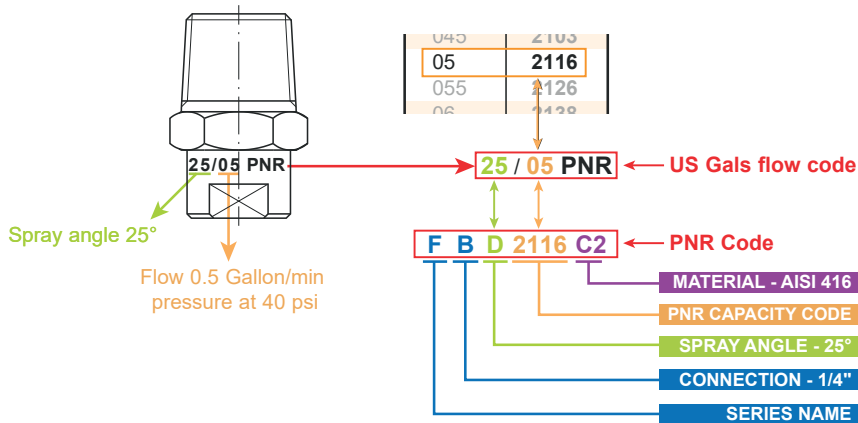 045 2103
05 2116
055 2126
06 2138
25/05 PNR
25 / 05 PNR
US Gals flow code
Spray angle 25°
F B D 2116 C2
PNR Code
Flow 0.5 Gallon/min
pressure at 40 psi
MATERIAL - AISI 416
PNR CAPACITY CODE
SPRAY ANGLE - 25°
CONNECTION - 1/4"
SERIES NAME